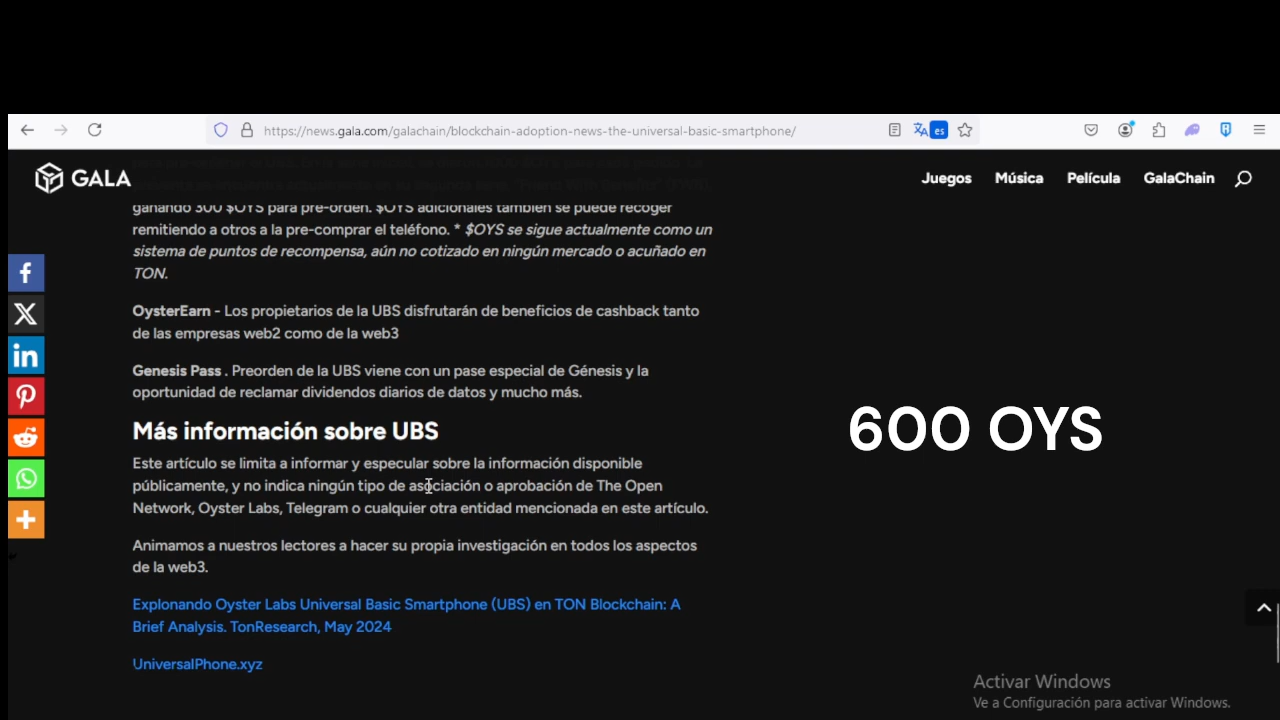 https://news.gala.com/galachain/blockchain-adoption-news-the-universal-basic-smartphone/
es
GALA
Juegos
Música
Película
GalaChain
ganando 300 $OYS para pre-orden. $OYS adicionales también se puede recoger
remitiendo a otros a la pre-comprar el teléfono. * $OYS se sigue actualmente como un
sistema de puntos de recompensa, aún no cotizado en ningún mercado o acuñado en
TON.
OysterEarn - Los propietarios de la UBS disfrutarán de beneficios de cashback tanto
de las empresas web2 como de la web3
Genesis Pass . Preorden de la UBS viene con un pase especial de Génesis y la
oportunidad de reclamar dividendos diarios de datos y mucho más.
600 OYS
Más información sobre UBS
Este artículo se limita a informar y especular sobre la información disponible
públicamente, y no indica ningún tipo de asociación o aprobación de The Open
Network, Oyster Labs, Telegram o cualquier otra entidad mencionada en este artículo.
Animamos a nuestros lectores a hacer su propia investigación en todos los aspectos
de la web3.
Explonando Oyster Labs Universal Basic Smartphone (UBS) en TON Blockchain: A
Brief Analysis. TonResearch, May 2024
UniversalPhone.xyz
Activar Windows
Ve a Configuración para activar Windows.